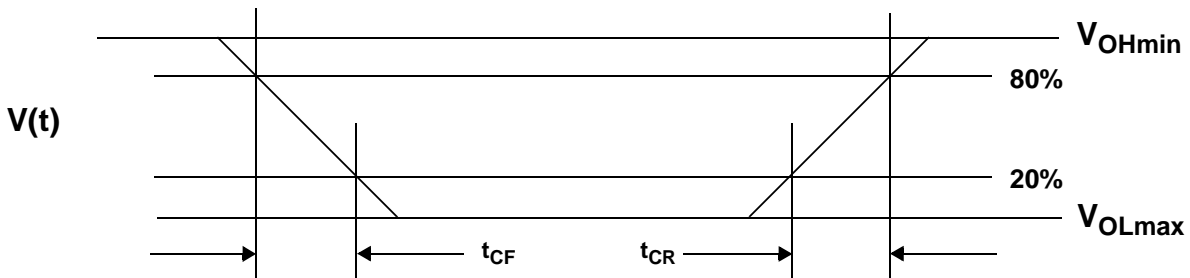 V_OHmin
80%
V(t)
20%
V_OLmax
t_CF
t_CR